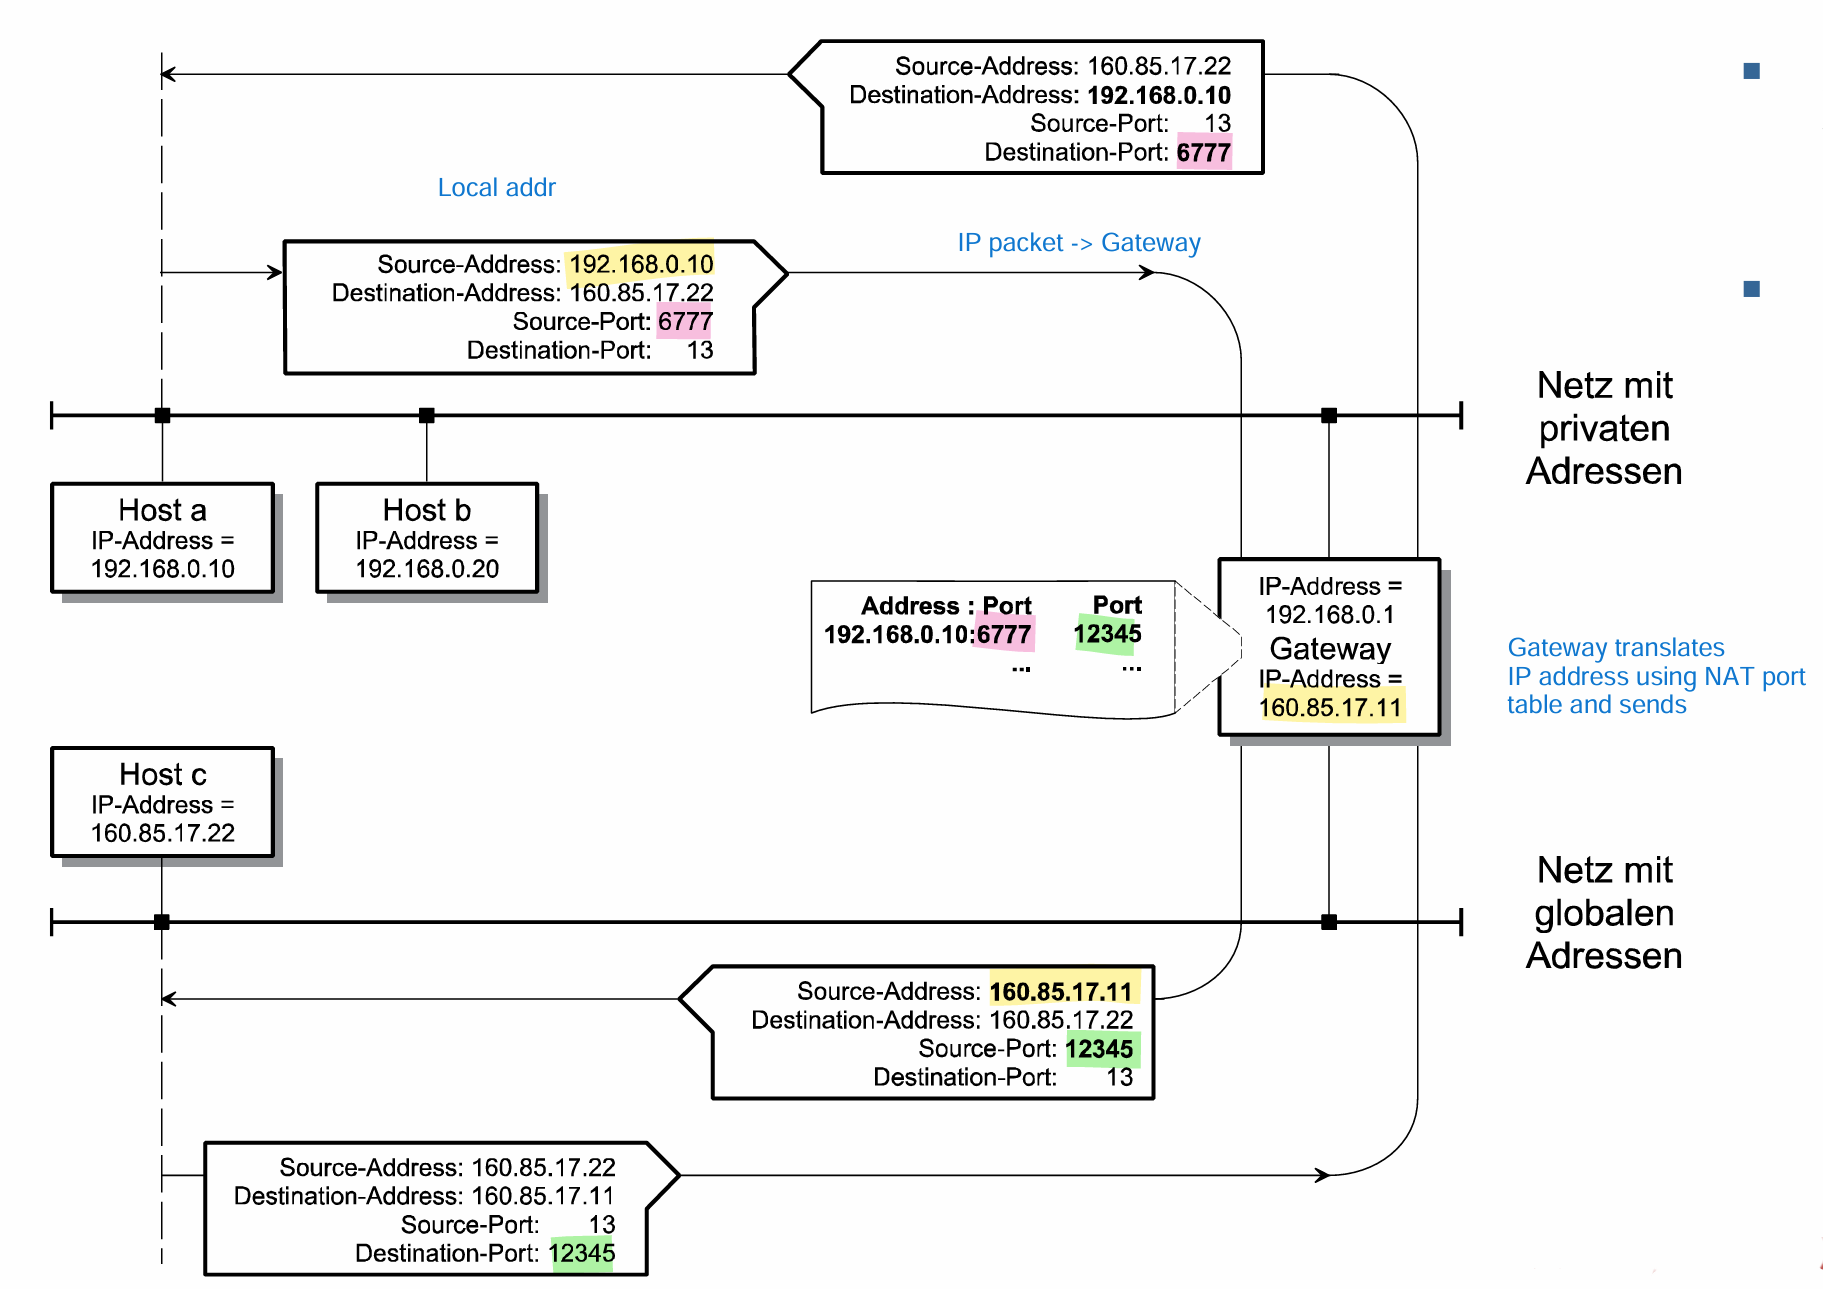 Source-Address: 160.85.17.22
Destination-Address: 192.168.0.10
Source-Port: 13
Destination-Port: 6777
Local addr
IP packet -> Gateway
Source-Address: 192.168.0.10
Destination-Address: 160.85.17.22
Source-Port: 6777
Destination-Port: 13
Netz mit
privaten
Adressen
Host a
IP-Address =
192.168.0.10
Host b
IP-Address =
192.168.0.20
Address : Port Port
192.168.0.10:6777 12345
... ...
IP-Address =
192.168.0.1
Gateway
IP-Address =
160.85.17.11
Gateway translates
IP address using NAT port
table and sends
Host c
IP-Address =
160.85.17.22
Netz mit
globalen
Adressen
Source-Address: 160.85.17.11
Destination-Address: 160.85.17.22
Source-Port: 12345
Destination-Port: 13
Source-Address: 160.85.17.22
Destination-Address: 160.85.17.11
Source-Port: 13
Destination-Port: 12345